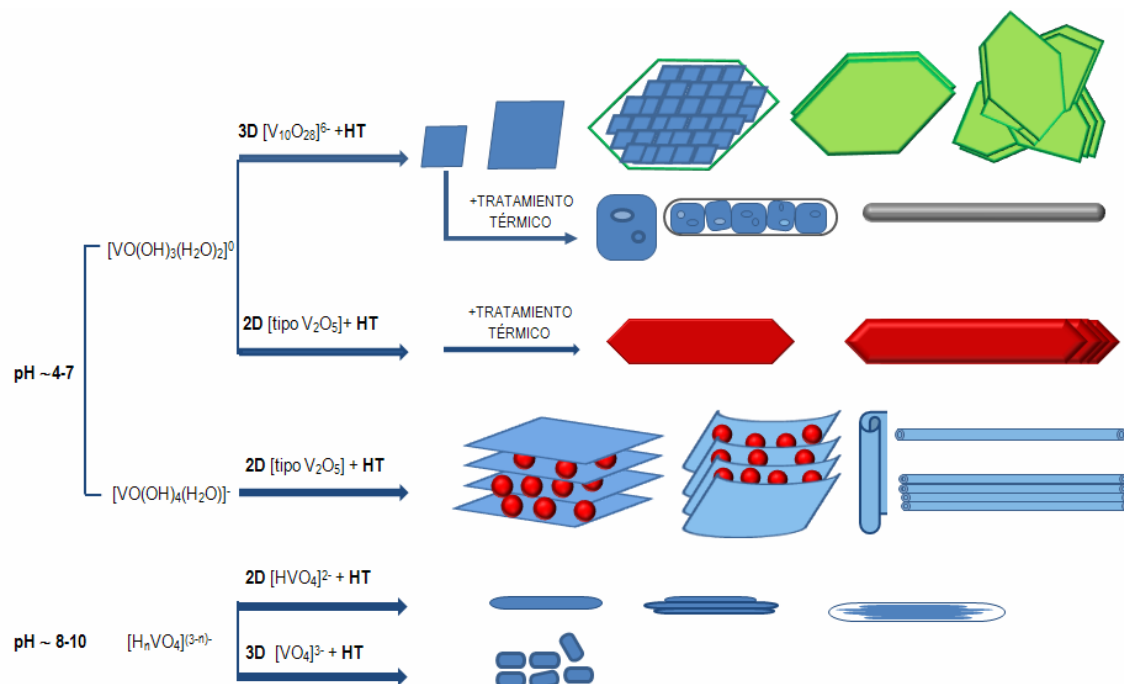 3D [V₁₀O₂₈]⁶⁻ +HT
+TRATAMIENTO
TÉRMICO
[VO(OH)₃(H₂O)₂]⁰
2D [tipo V₂O₅]+ HT
+TRATAMIENTO
TÉRMICO
pH ~4-7
2D [tipo V₂O₅] + HT
[VO(OH)₄(H₂O)]⁻
2D [HVO₄]²⁻ + HT
pH ~ 8-10
[HₙVO₄]⁽³⁻ⁿ⁾⁻
3D [VO₄]³⁻ + HT